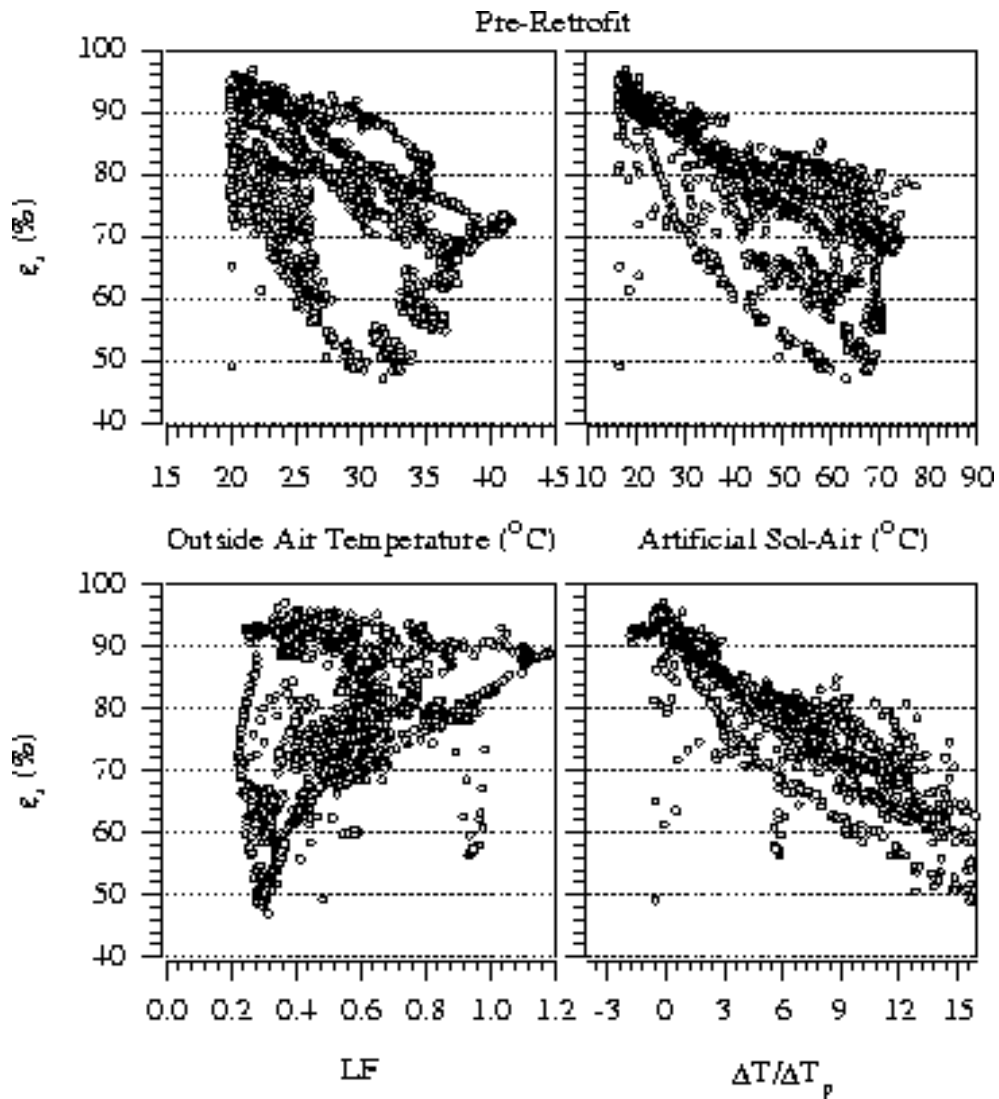 Pre-Retrofit
100
90
80
70
60
50
40
e_s (%)
15 20 25 30 35 40 45 10 20 30 40 50 60 70 80 90
Outside Air Temperature (°C) Artificial Sol-Air (°C)
100
90
80
70
60
50
40
e_s (%)
0.0 0.2 0.4 0.6 0.8 1.0 1.2 -3 0 3 6 9 12 15
LF ΔT/ΔT_p